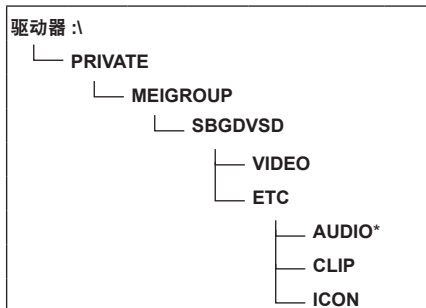 驱动器 :\
PRIVATE
MEIGROUP
SBGDVSD
VIDEO
ETC
AUDIO*
CLIP
ICON